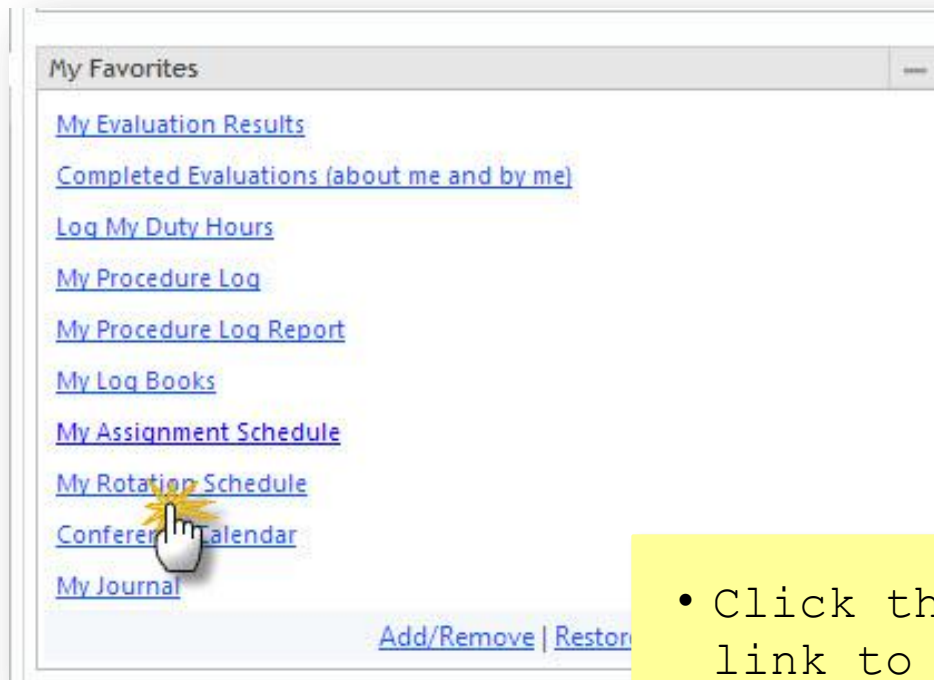 My Favorites
My Evaluation Results
Completed Evaluations (about me and by me)
Log My Duty Hours
My Procedure Log
My Procedure Log Report
My Log Books
My Assignment Schedule
My Rotation Schedule
Calendar
My Journal
Add/Remove |
• Click
link to